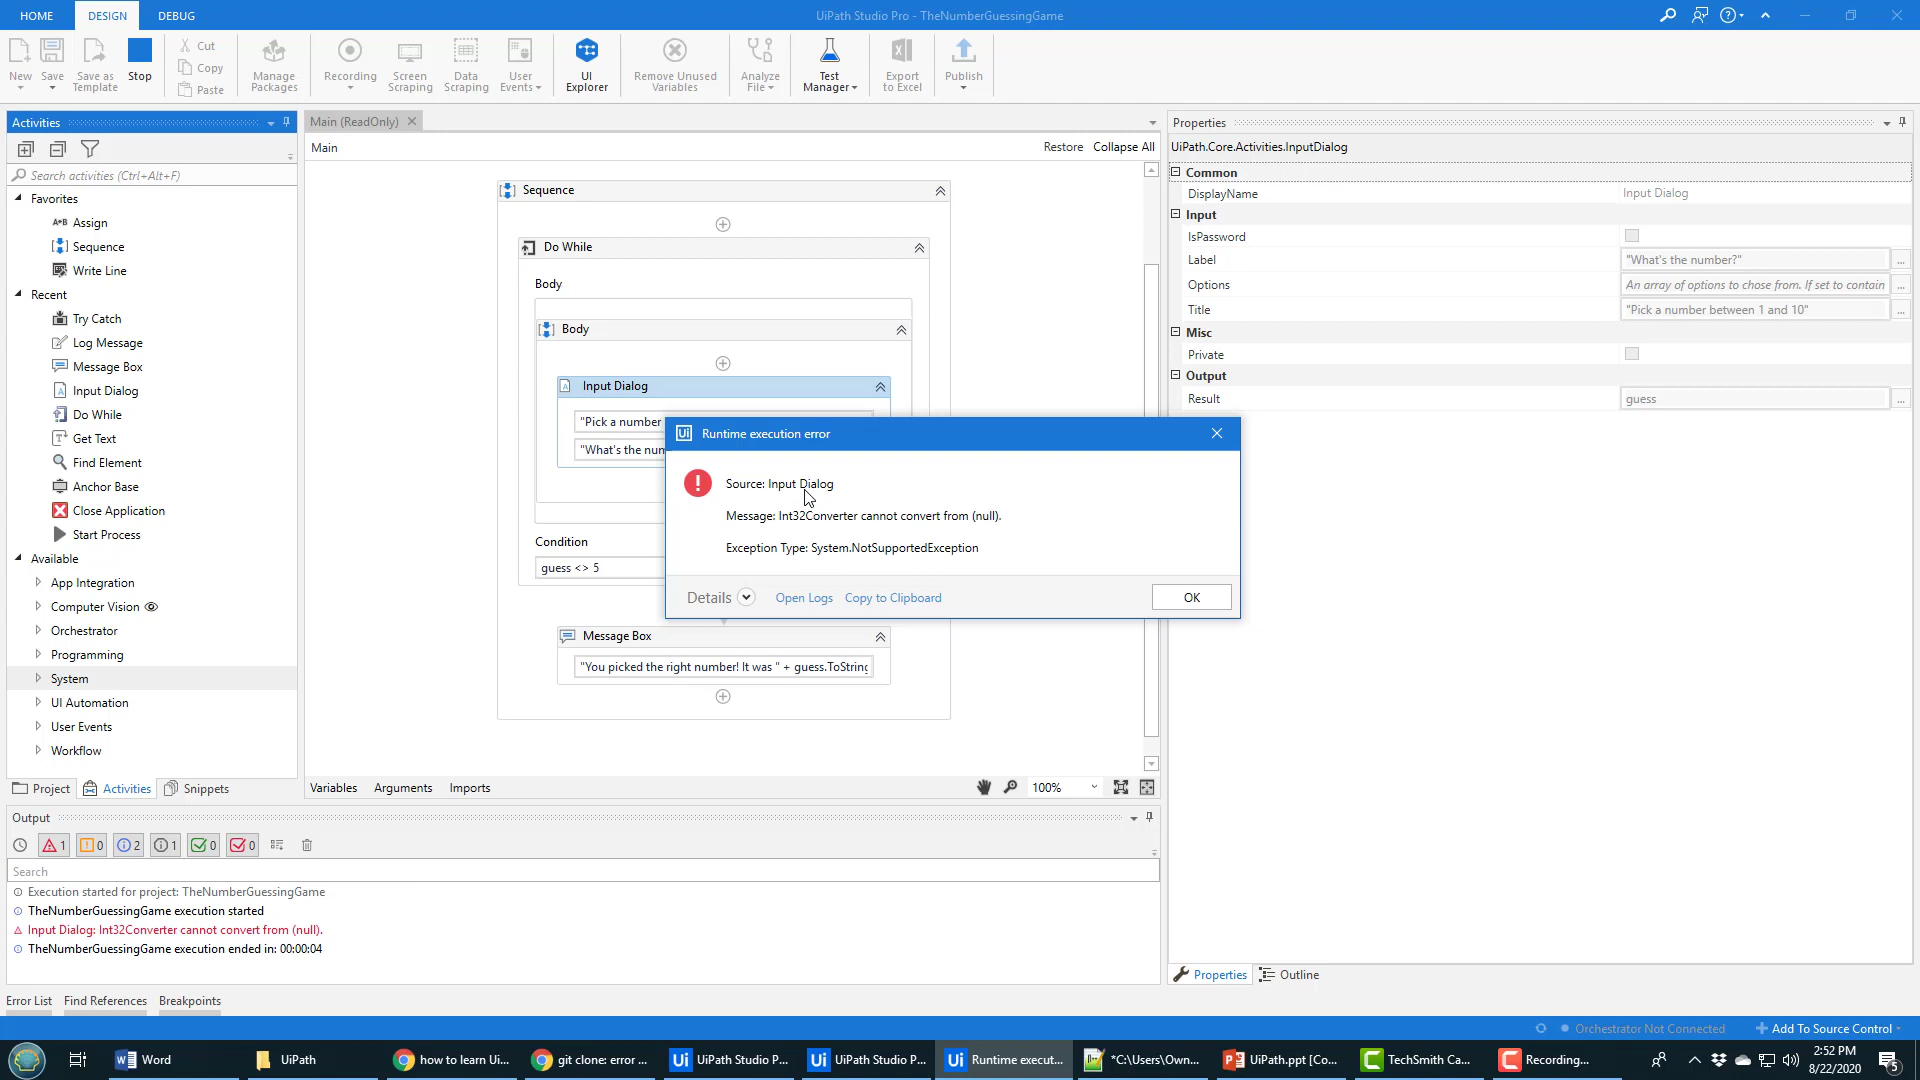 HOME
DESIGN
DEBUG
UiPath Studio Pro - TheNumberGuessingGame
New
Save
Save as Template
Stop
Cut
Copy
Paste
Manage Packages
Recording
Screen Scraping
Data Scraping
User Events
UI Explorer
Remove Unused Variables
Analyze File
Test Manager
Export to Excel
Publish
Activities
Search activities (Ctrl+Alt+F)
Favorites
Assign
Sequence
Write Line
Recent
Try Catch
Log Message
Message Box
Input Dialog
Do While
Get Text
Find Element
Anchor Base
Close Application
Start Process
Available
App Integration
Computer Vision
Orchestrator
Programming
System
UI Automation
User Events
Workflow
Project
Activities
Snippets
Main (ReadOnly)
Main
Restore
Collapse All
Sequence
Do While
Body
Body
Input Dialog
"Pick a number
"What's the num
Condition
guess <> 5
Message Box
"You picked the right number! It was " + guess.ToString
Runtime execution error
Source: Input Dialog
Message: Int32Converter cannot convert from (null).
Exception Type: System.NotSupportedException
Details
Open Logs
Copy to Clipboard
OK
Variables
Arguments
Imports
100%
Properties
UiPath.Core.Activities.InputDialog
Common
DisplayName
Input Dialog
Input
IsPassword
Label
"What's the number?"
...
Options
An array of options to chose from. If set to contain
...
Title
"Pick a number between 1 and 10"
...
Misc
Private
Output
Result
guess
...
Properties
Outline
Output
1
0
2
1
0
0
Search
Execution started for project: TheNumberGuessingGame
TheNumberGuessingGame execution started
Input Dialog: Int32Converter cannot convert from (null).
TheNumberGuessingGame execution ended in: 00:00:04
Error List
Find References
Breakpoints
Orchestrator Not Connected
Add To Source Control
Word
UiPath
how to learn Ui...
git clone: error ...
UiPath Studio P...
UiPath Studio P...
Runtime execut...
*C:\Users\Own...
UiPath.ppt [Co...
TechSmith Ca...
Recording...
2:52 PM
8/22/2020
5